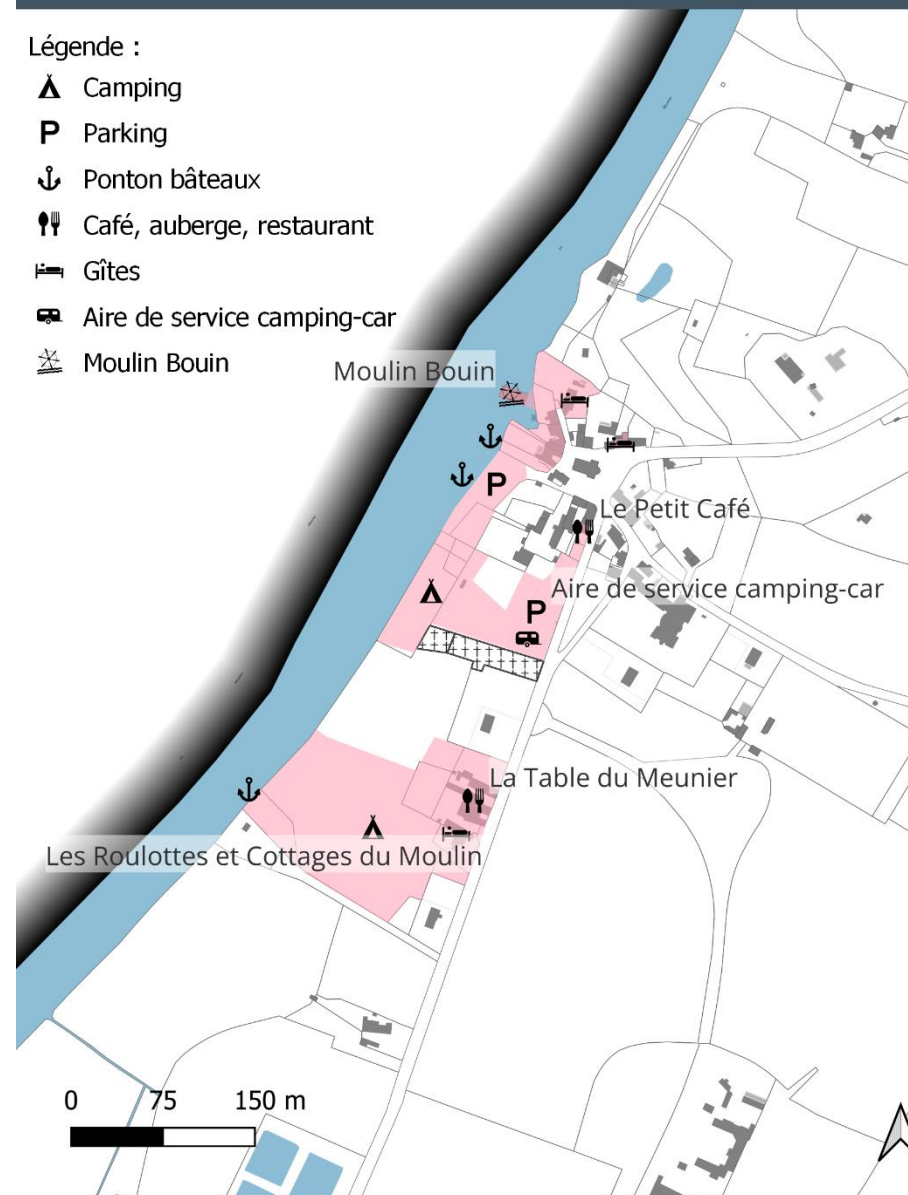 Légende :
Camping
P Parking
Ponton bâteaux
Café, auberge, restaurant
Gîtes
Aire de service camping-car
Moulin Bouin
Moulin Bouin
P
Le Petit Café
Aire de service camping-car
P
La Table du Meunier
Les Roulottes et Cottages du Moulin
0 75 150 m